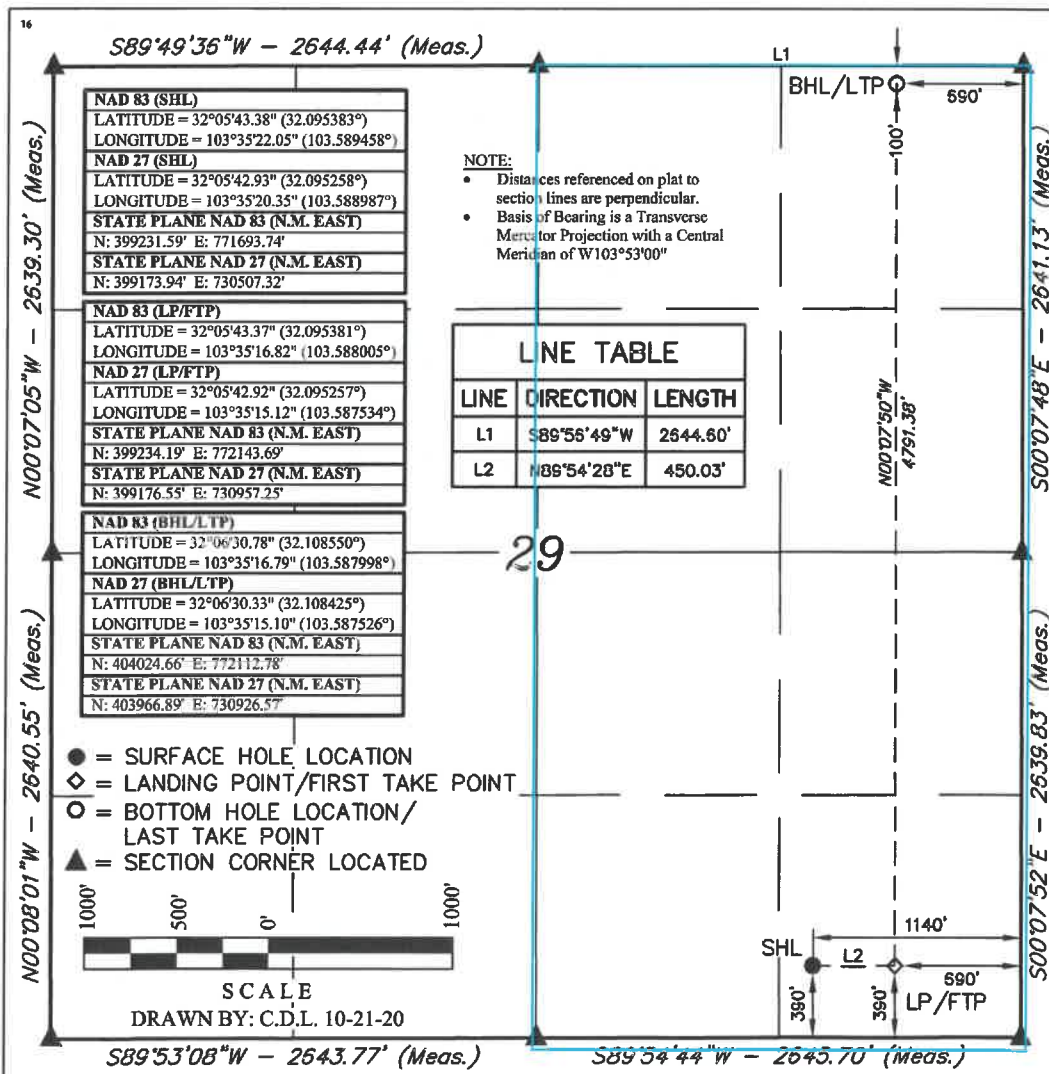 16
S89°49'36"W - 2644.44' (Meas.)
L1
BHL/LTP
690'
100'
N00°07'05"W - 2639.30' (Meas.)
NAD 83 (SHL)
LATITUDE = 32°05'43.38" (32.095383°)
LONGITUDE = 103°35'22.05" (103.589458°)
NAD 27 (SHL)
LATITUDE = 32°05'42.93" (32.095258°)
LONGITUDE = 103°35'20.35" (103.588987°)
STATE PLANE NAD 83 (N.M. EAST)
N: 399231.59' E: 771693.74'
STATE PLANE NAD 27 (N.M. EAST)
N: 399173.94' E: 730507.32'
NAD 83 (LP/FTP)
LATITUDE = 32°05'43.37" (32.095381°)
LONGITUDE = 103°35'16.82" (103.588005°)
NAD 27 (LP/FTP)
LATITUDE = 32°05'42.92" (32.095257°)
LONGITUDE = 103°35'15.12" (103.587534°)
STATE PLANE NAD 83 (N.M. EAST)
N: 399234.19' E: 772143.69'
STATE PLANE NAD 27 (N.M. EAST)
N: 399176.55' E: 730957.25'
NAD 83 (BHL/LTP)
LATITUDE = 32°06'30.78" (32.108550°)
LONGITUDE = 103°35'16.79" (103.587998°)
NAD 27 (BHL/LTP)
LATITUDE = 32°06'30.33" (32.108425°)
LONGITUDE = 103°35'15.10" (103.587526°)
STATE PLANE NAD 83 (N.M. EAST)
N: 404024.66' E: 772112.78'
STATE PLANE NAD 27 (N.M. EAST)
N: 403966.89' E: 730926.57'
NOTE:
• Distances referenced on plat to
section lines are perpendicular.
• Basis of Bearing is a Transverse
Mercator Projection with a Central
Meridian of W103°53'00"
LINE TABLE
LINE DIRECTION LENGTH
L1 S89°55'49"W 2644.60'
L2 N89°54'28"E 450.03'
N00°07'50"W
4791.38'
S00°07'48"E - 2641.13' (Meas.)
29
N00°08'01"W - 2640.55' (Meas.)
S00°07'52"E - 2639.83' (Meas.)
● = SURFACE HOLE LOCATION
◇ = LANDING POINT/FIRST TAKE POINT
○ = BOTTOM HOLE LOCATION/
LAST TAKE POINT
▲ = SECTION CORNER LOCATED
1000' 500' 0' 1000'
SCALE
DRAWN BY: C.D.L. 10-21-20
1140'
SHL
L2
690'
390'
390'
LP/FTP
S89°53'08"W - 2643.77' (Meas.)
S89°54'44"W - 2645.70' (Meas.)